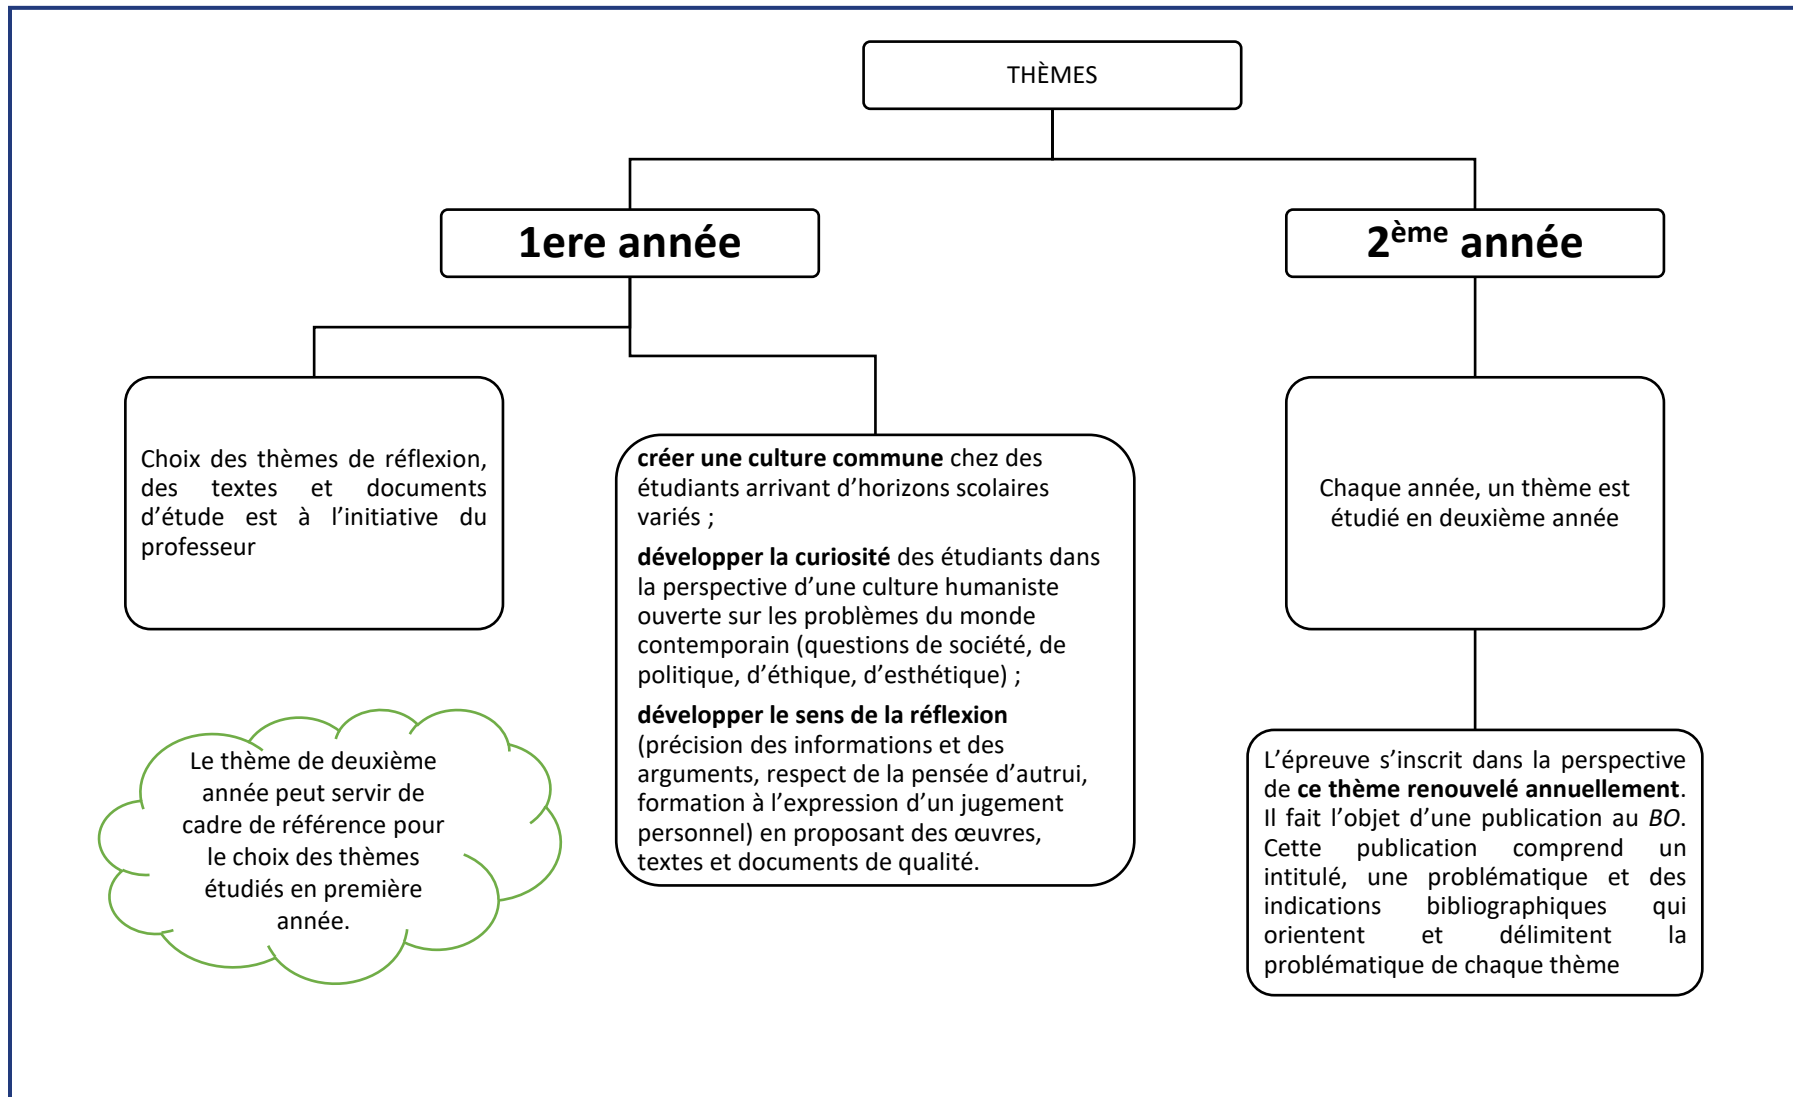 THÈMES
1ere année
2ème année
Choix des thèmes de réflexion,
des textes et documents
d’étude est à l’initiative du
professeur
créer une culture commune chez des
étudiants arrivant d’horizons scolaires
variés ;
développer la curiosité des étudiants dans
la perspective d’une culture humaniste
ouverte sur les problèmes du monde
contemporain (questions de société, de
politique, d’éthique, d’esthétique) ;
développer le sens de la réflexion
(précision des informations et des
arguments, respect de la pensée d’autrui,
formation à l’expression d’un jugement
personnel) en proposant des œuvres,
textes et documents de qualité.
Chaque année, un thème est
étudié en deuxième année
Le thème de deuxième
année peut servir de
cadre de référence pour
le choix des thèmes
étudiés en première
année.
L’épreuve s’inscrit dans la perspective
de ce thème renouvelé annuellement.
Il fait l’objet d’une publication au BO.
Cette publication comprend un
intitulé, une problématique et des
indications bibliographiques qui
orientent et délimitent la
problématique de chaque thème